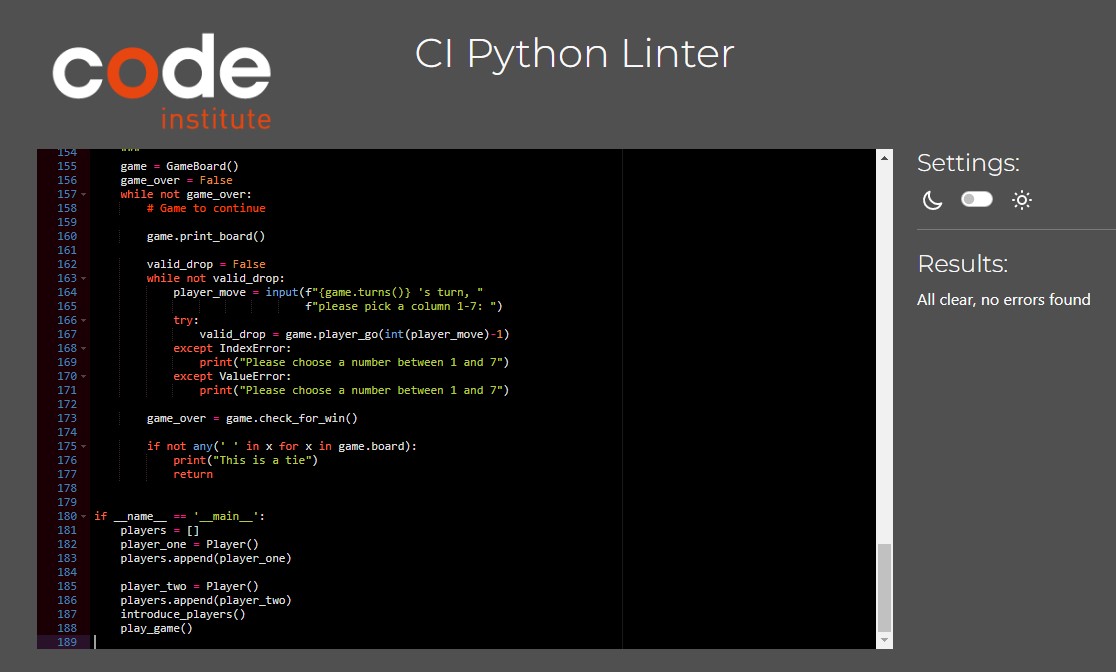 code
institute
CI Python Linter
154 """
155 game = GameBoard()
156 game_over = False
157 while not game_over:
158 # Game to continue
159
160 game.print_board()
161
162 valid_drop = False
163 while not valid_drop:
164 player_move = input(f"{game.turns()} 's turn, "
165 f"please pick a column 1-7: ")
166 try:
167 valid_drop = game.player_go(int(player_move)-1)
168 except IndexError:
169 print("Please choose a number between 1 and 7")
170 except ValueError:
171 print("Please choose a number between 1 and 7")
172
173 game_over = game.check_for_win()
174
175 if not any(' ' in x for x in game.board):
176 print("This is a tie")
177 return
178
179
180 if __name__ == '__main__':
181 players = []
182 player_one = Player()
183 players.append(player_one)
184
185 player_two = Player()
186 players.append(player_two)
187 introduce_players()
188 play_game()
189
Settings:
Results:
All clear, no errors found